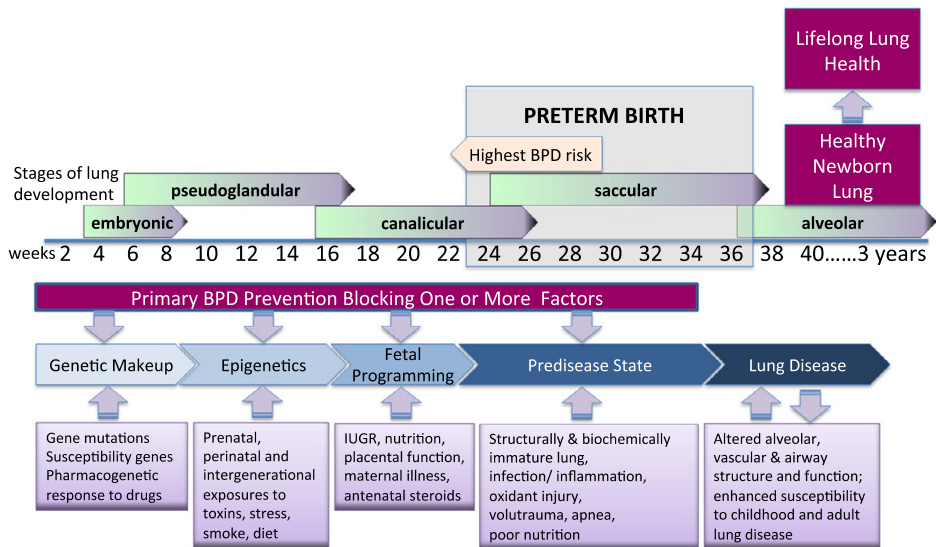 Lifelong Lung
Health
PRETERM BIRTH
Highest BPD risk
Healthy
Newborn
Lung
Stages of lung
development
pseudoglandular
saccular
embryonic
canalicular
alveolar
weeks 2 4 6 8 10 12 14 16 18 20 22 24 26 28 30 32 34 36 38 40......3 years
Primary BPD Prevention Blocking One or More Factors
Genetic Makeup
Epigenetics
Fetal
Programming
Predisease State
Lung Disease
Gene mutations
Susceptibility genes
Pharmacogenetic
response to drugs
Prenatal,
perinatal and
intergenerational
exposures to
toxins, stress,
smoke, diet
IUGR, nutrition,
placental function,
maternal illness,
antenatal steroids
Structurally & biochemically
immature lung,
infection/ inflammation,
oxidant injury,
volutrauma, apnea,
poor nutrition
Altered alveolar,
vascular & airway
structure and function;
enhanced susceptibility
to childhood and adult
lung disease